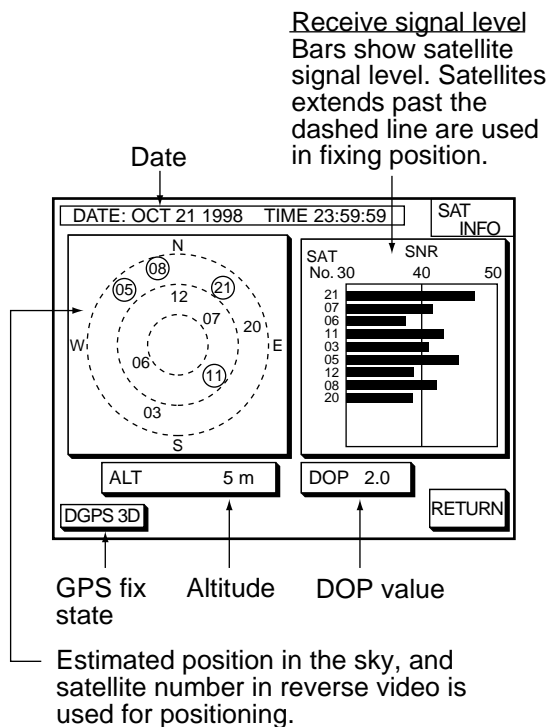 Receive signal level
Bars show satellite
signal level. Satellites
extends past the
dashed line are used
in fixing position.
Date
DATE: OCT 21 1998 TIME 23:59:59
SAT
INFO
N
08
05
21
12
07
20
W
E
06
11
03
S
SAT SNR
No. 30 40 50
21
07
06
11
03
05
12
08
20
ALT 5 m
DOP 2.0
DGPS 3D
RETURN
GPS fix
state
Altitude
DOP value
Estimated position in the sky, and
satellite number in reverse video is
used for positioning.